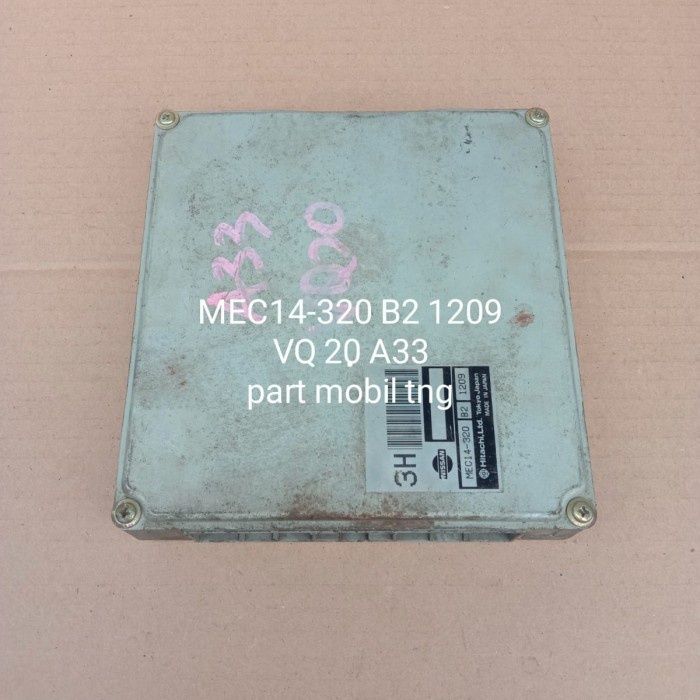 A33
VQ20
MEC14-320 B2 1209
VQ 20 A33
part mobil tng
3H
NISSAN
MEC14-320 B2 1209
Hitachi, Ltd. Tokyo Japan
MADE IN JAPAN